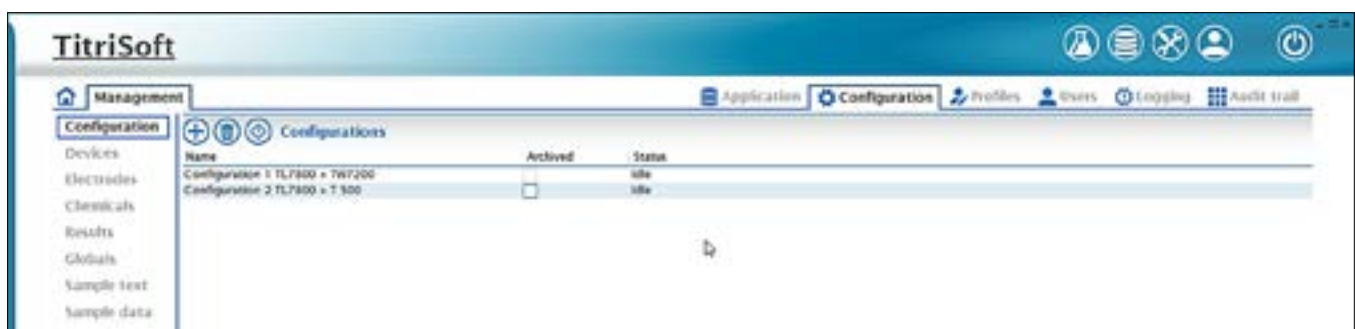 TitriSoft
Management
Application Configuration Profiles Users Logging Audit trail
Configuration
Devices
Electrodes
Chemicals
Results
Globals
Sample text
Sample data
Configurations
Name Archived Status
Configuration 1 TL7800 + TW7200 Idle
Configuration 2 TL7800 + T 500 Idle